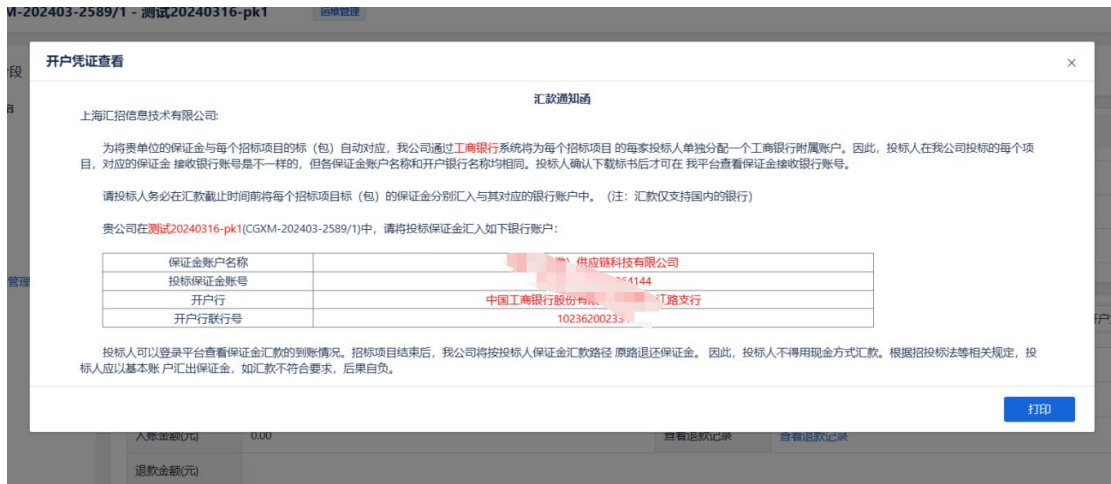 M-202403-2589/1 - 测试20240316-pk1
运维管理
段
开户凭证查看
×
汇款通知函
上海汇招信息技术有限公司:
为将贵单位的保证金与每个招标项目的标（包）自动对应，我公司通过工商银行系统将为每个招标项目 的每家投标人单独分配一个工商银行附属账户。因此，投标人在我公司投标的每个项
目，对应的保证金 接收银行账号是不一样的，但各保证金账户名称和开户银行名称均相同。投标人确认下载标书后才可在 我平台查看保证金接收银行账号。
请投标人务必在汇款截止时间前将每个招标项目标（包）的保证金分别汇入与其对应的银行账户中。（注：汇款仅支持国内的银行）
贵公司在测试20240316-pk1(CGXM-202403-2589/1)中，请将投标保证金汇入如下银行账户：
保证金账户名称 ）供应链科技有限公司
投标保证金账号 4144
管理
开户行 中国工商银行股份有限 江路支行
开户行联行号 1023620023
开户
投标人可以登录平台查看保证金汇款的到账情况。招标项目结束后，我公司将按投标人保证金汇款路径 原路退还保证金。 因此，投标人不得用现金方式汇款。根据招投标法等相关规定，投
标人应以基本账 户汇出保证金，如汇款不符合要求，后果自负。
打印
入账金额(元) 0.00 查看退款记录 查看退款记录
退款金额(元)